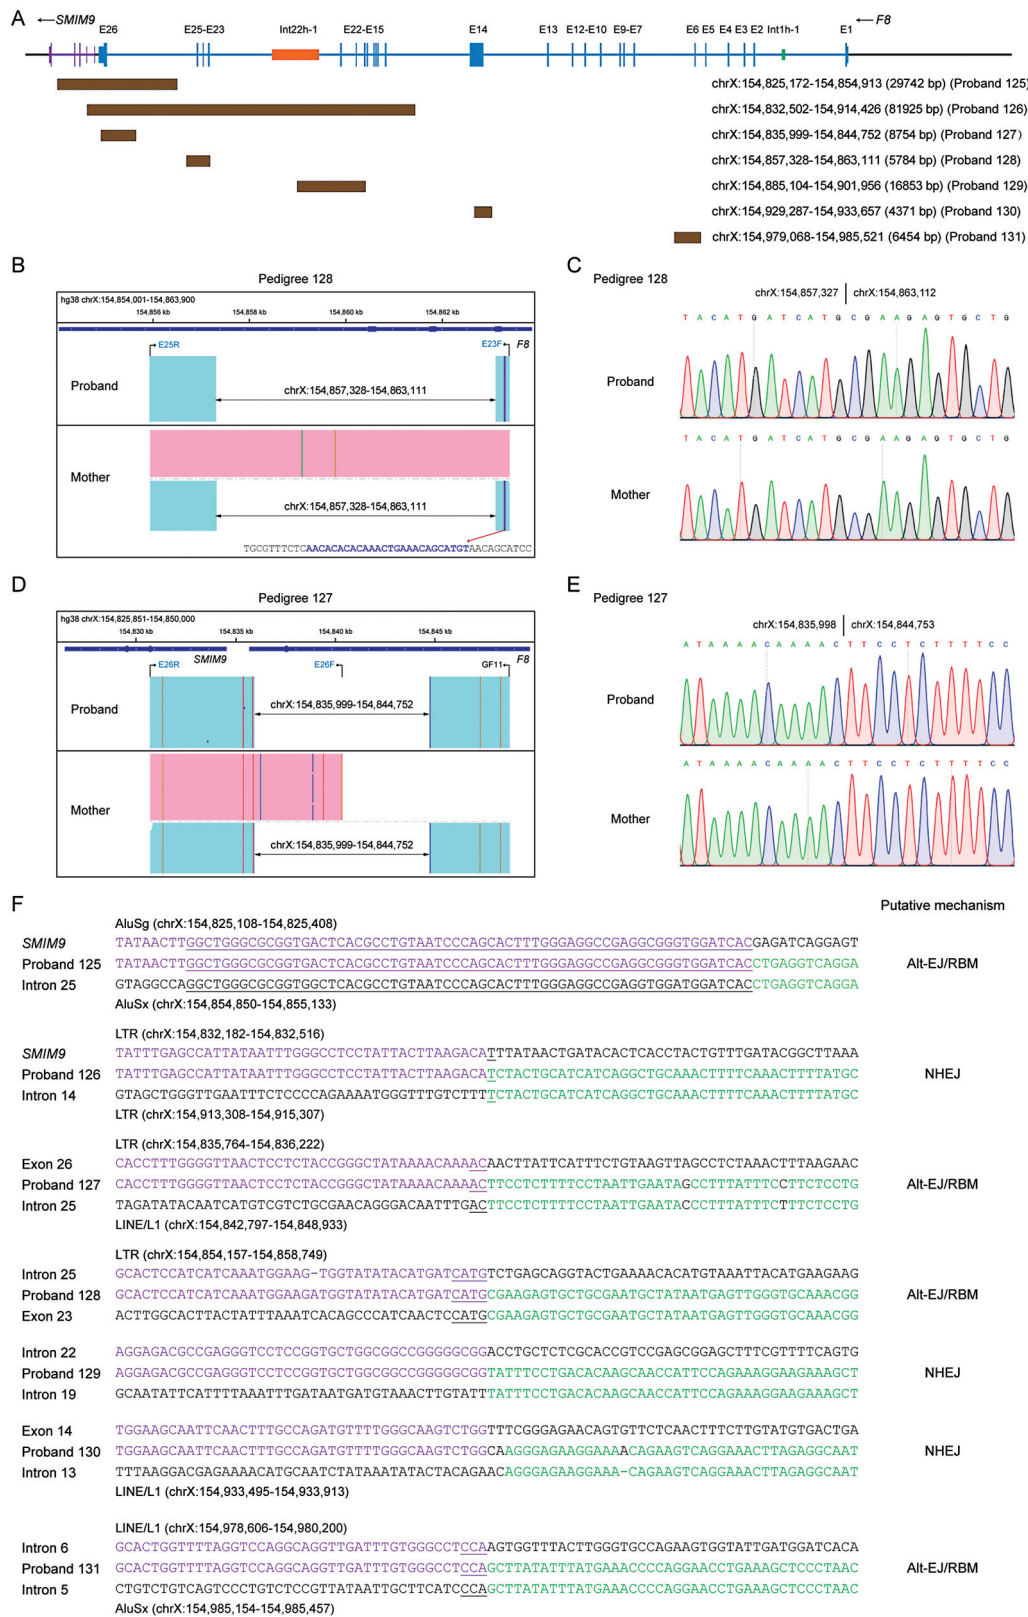 A
←SMIM9
E26
E25-E23
Int22h-1
E22-E15
E14
E13
E12-E10
E9-E7
E6 E5 E4 E3 E2
Int1h-1
E1
←F8
chrX:154,825,172-154,854,913 (29742 bp) (Proband 125)
chrX:154,832,502-154,914,426 (81925 bp) (Proband 126)
chrX:154,835,999-154,844,752 (8754 bp) (Proband 127)
chrX:154,857,328-154,863,111 (5784 bp) (Proband 128)
chrX:154,885,104-154,901,956 (16853 bp) (Proband 129)
chrX:154,929,287-154,933,657 (4371 bp) (Proband 130)
chrX:154,979,068-154,985,521 (6454 bp) (Proband 131)
B
Pedigree 128
hg38 chrX:154,854,001-154,863,900
154,856 kb 154,858 kb 154,860 kb 154,862 kb
E25R
E23F
F8
Proband
chrX:154,857,328-154,863,111
Mother
chrX:154,857,328-154,863,111
TGCGTTTCTCAACACACACAAACTGAAACAGCATGTAACAGCATCC
C
Pedigree 128
chrX:154,857,327 | chrX:154,863,112
T A C A T G A T C A T G C G A A G A G T G C T G
Proband
T A C A T G A T C A T G C G A A G A G T G C T G
Mother
D
Pedigree 127
hg38 chrX:154,825,851-154,850,000
154,830 kb 154,835 kb 154,840 kb 154,845 kb
SMIM9
F8
E26R
E26F
GF11
Proband
chrX:154,835,999-154,844,752
Mother
chrX:154,835,999-154,844,752
E
Pedigree 127
chrX:154,835,998 | chrX:154,844,753
A T A A A A C A A A A C T T C C T C T T T T C C
Proband
A T A A A A C A A A A C T T C C T C T T T T C C
Mother
F
Putative mechanism
AluSg (chrX:154,825,108-154,825,408)
SMIM9 TATAACTTGGCTGGGCGCGGTGACTCACGCCTGTAATCCCAGCACTTTGGGAGGCCGAGGCGGGTGGATCACGAGATCAGGAGT
Proband 125 TATAACTTGGCTGGGCGCGGTGACTCACGCCTGTAATCCCAGCACTTTGGGAGGCCGAGGCGGGTGGATCACCTGAGGTCAGGA Alt-EJ/RBM
Intron 25 GTAGGCCAGGCTGGGCGTGGTGGCTCACGCCTGTAATCCCAGCACTTTGGGAGGCCGAGGTGGATGGATCACCTGAGGTCAGGA
AluSx (chrX:154,854,850-154,855,133)
LTR (chrX:154,832,182-154,832,516)
SMIM9 TATTTGAGCCATTATAATTTGGGCCTCCTATTACTTAAGACATTTATAACTGATACACTCACCTACTGTTTGATACGGCTTAAA
Proband 126 TATTTGAGCCATTATAATTTGGGCCTCCTATTACTTAAGACATCTACTGCATCATCAGGCTGCAAACTTTTCAAACTTTTATGC NHEJ
Intron 14 GTAGCTGGGTTGAATTTCTCCCCAGAAAATGGGTTTGTCTTTTCTACTGCATCATCAGGCTGCAAACTTTTCAAACTTTTATGC
LTR (chrX:154,913,308-154,915,307)
LTR (chrX:154,835,764-154,836,222)
Exon 26 CACCTTTGGGGTTAACTCCTCTACCGGGCTATAAAACAAAACAACTTATTCATTTCTGTAAGTTAGCCTCTAAACTTTAAGAAC
Proband 127 CACCTTTGGGGTTAACTCCTCTACCGGGCTATAAAACAAAACTTCCTCTTTTCCTAATTGAATAGCCTTTATTTCCTTCTCCTG Alt-EJ/RBM
Intron 25 TAGATATACAATCATGTCGTCTGCGAACAGGGACAATTTGACTTCCTCTTTTCCTAATTGAATACCCTTTATTTCTTTCTCCTG
LINE/L1 (chrX:154,842,797-154,848,933)
LTR (chrX:154,854,157-154,858,749)
Intron 25 GCACTCCATCATCAAATGGAAG-TGGTATATACATGATCATGTCTGAGCAGGTACTGAAAACACATGTAAATTACATGAAGAAG
Proband 128 GCACTCCATCATCAAATGGAAGATGGTATATACATGATCATGCGAAGAGTGCTGCGAATGCTATAATGAGTTGGGTGCAAACGG Alt-EJ/RBM
Exon 23 ACTTGGCACTTACTATTTAAATCACAGCCCATCAACTCCATGCGAAGAGTGCTGCGAATGCTATAATGAGTTGGGTGCAAACGG
Intron 22 AGGAGACGCCGAGGGTCCTCCGGTGCTGGCGGCCGGGGGCGGACCTGCTCTCGCACCGTCCGAGCGGAGCTTTCGTTTTCAGTG
Proband 129 AGGAGACGCCGAGGGTCCTCCGGTGCTGGCGGCCGGGGGCGGTATTTCCTGACACAAGCAACCATTCCAGAAAGGAAGAAAGCT NHEJ
Intron 19 GCAATATTCATTTTAAATTTGATAATGATGTAAACTTGTATTTATTTCCTGACACAAGCAACCATTCCAGAAAGGAAGAAAGCT
Exon 14 TGGAAGCAATTCAACTTTGCCAGATGTTTTGGGCAAGTCTGGTTTCGGGAGAACAGTGTTCTCAACTTTCTTGTATGTGACTGA
Proband 130 TGGAAGCAATTCAACTTTGCCAGATGTTTTGGGCAAGTCTGGCAAGGGAGAAGGAAAACAGAAGTCAGGAAACTTAGAGGCAAT NHEJ
Intron 13 TTTAAGGACGAGAAAACATGCAATCTATAAATATACTACAGAACAGGGAGAAGGAAA-CAGAAGTCAGGAAACTTAGAGGCAAT
LINE/L1 (chrX:154,933,495-154,933,913)
LINE/L1 (chrX:154,978,606-154,980,200)
Intron 6 GCACTGGTTTTAGGTCCAGGCAGGTTGATTTGTGGGCCTCCAAGTGGTTTACTTGGGTGCCAGAAGTGGTATTGATGGATCACA
Proband 131 GCACTGGTTTTAGGTCCAGGCAGGTTGATTTGTGGGCCTCCAGCTTATATTTATGAAACCCCAGGAACCTGAAAGCTCCCTAAC Alt-EJ/RBM
Intron 5 CTGTCTGTCAGTCCCTGTCTCCGTTATAATTGCTTCATCCCAGCTTATATTTATGAAACCCCAGGAACCTGAAAGCTCCCTAAC
AluSx (chrX:154,985,154-154,985,457)